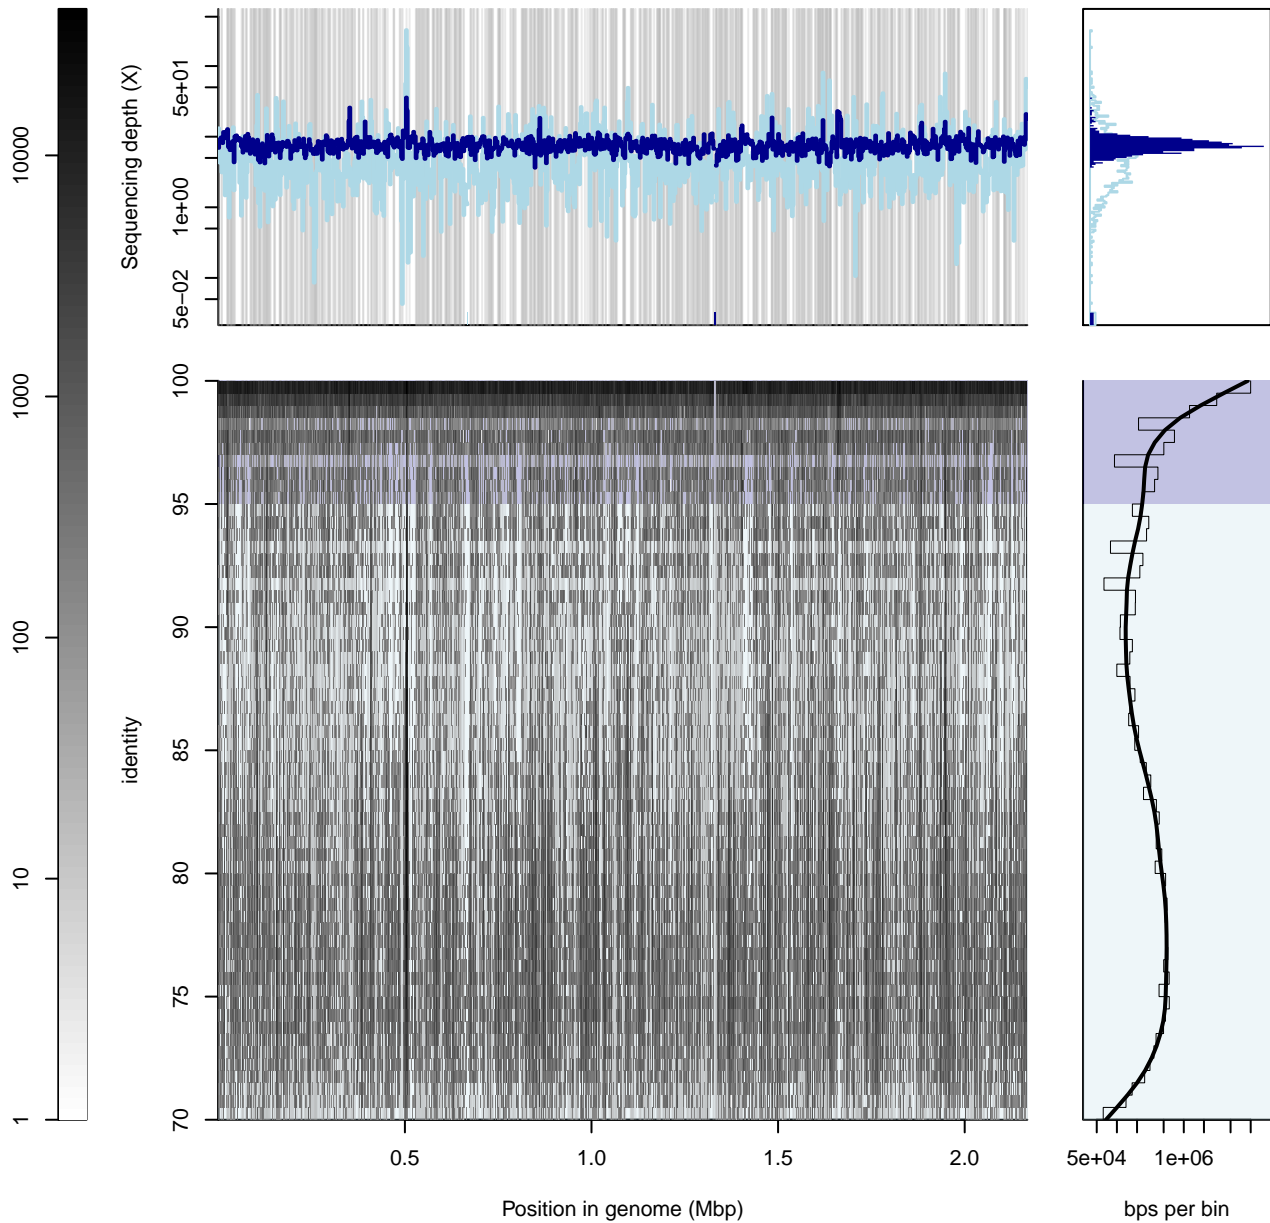 10000
1000
100
10
1
Sequencing depth (X)
5e+01
1e+00
5e−02
identity
100
95
90
85
80
75
70
0.5 1.0 1.5 2.0
Position in genome (Mbp)
5e+04 1e+06
bps per bin